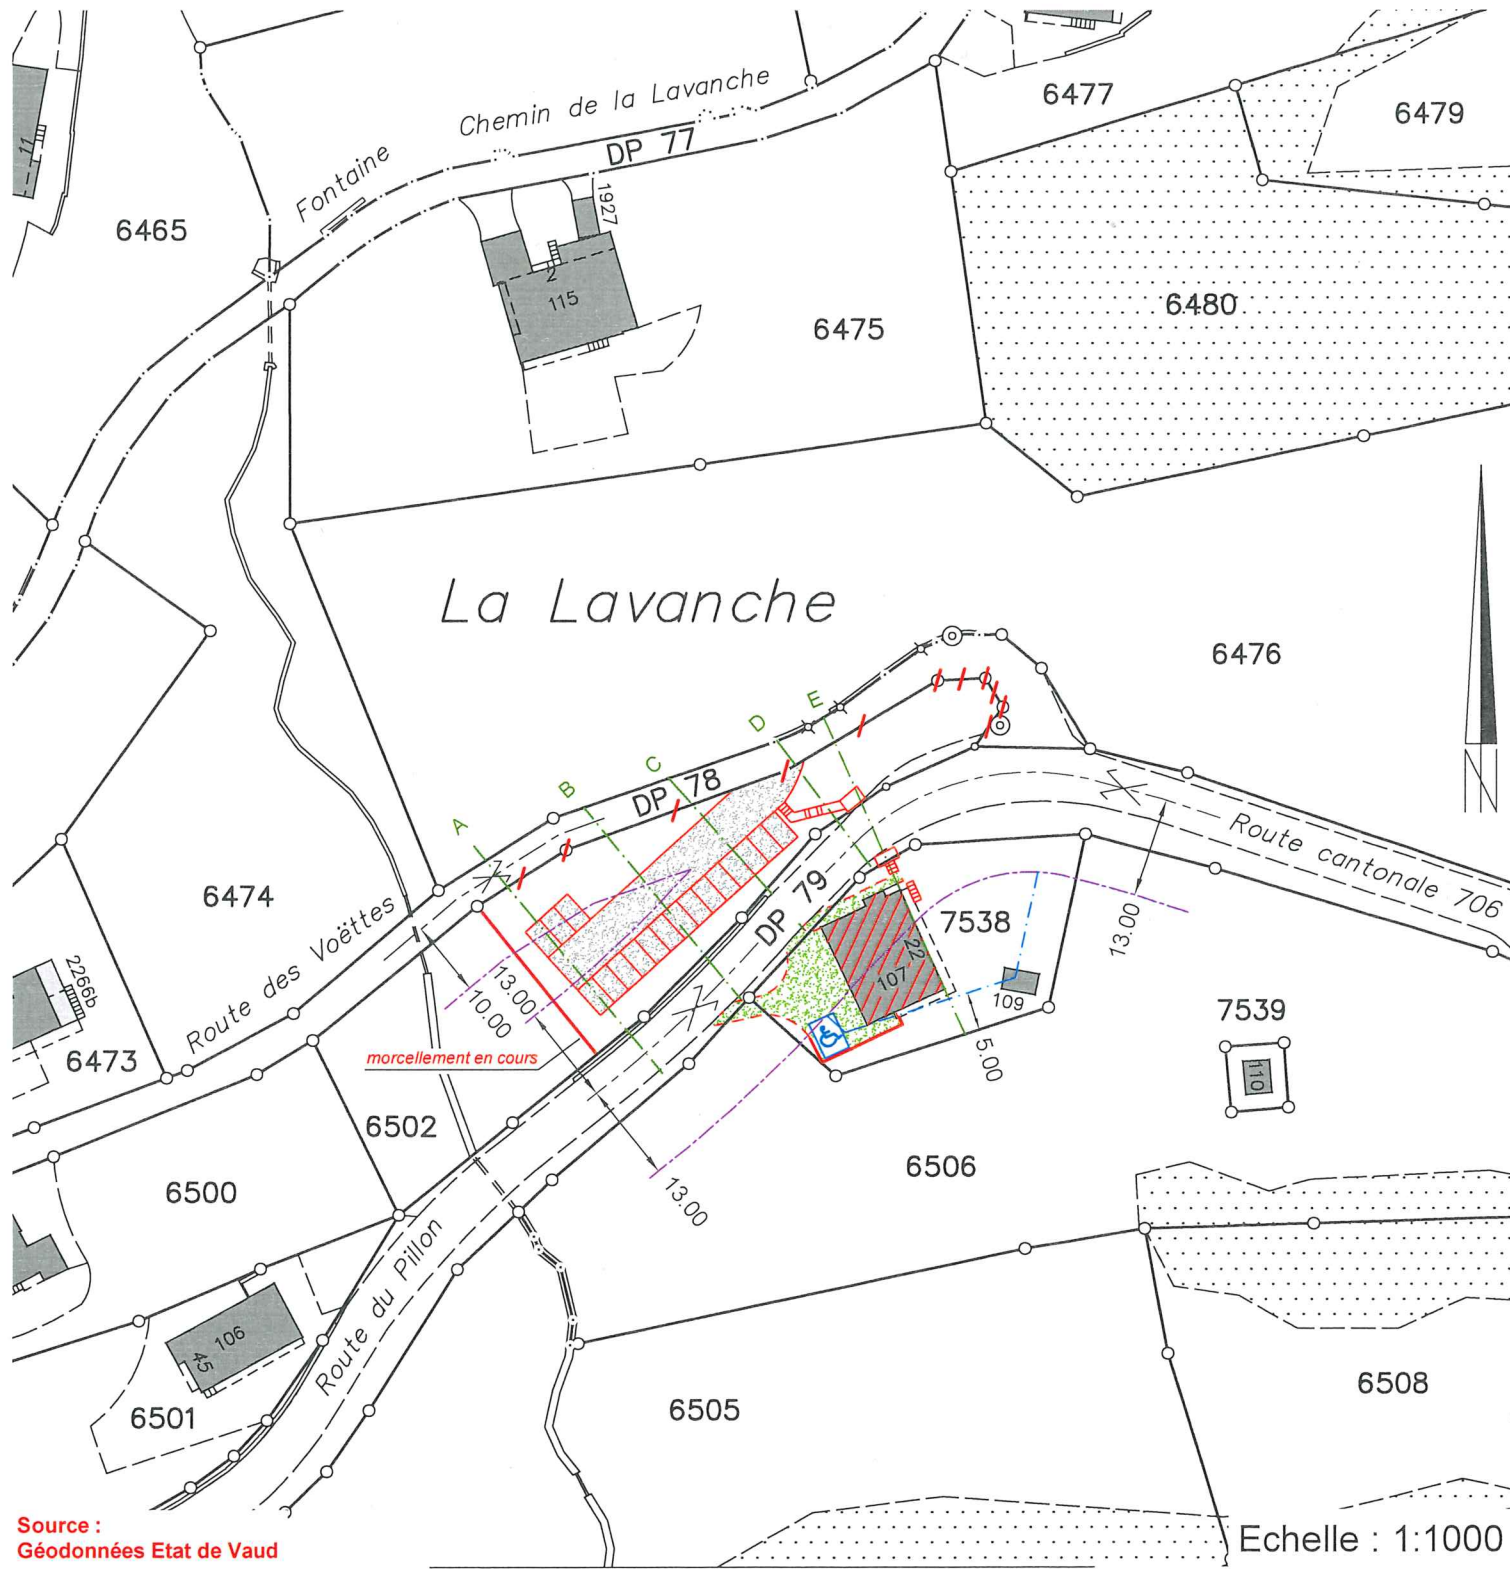 11
6465
Fontaine
Chemin de la Lavanche
DP 77
1927
2
115
6475
6477
6479
6480
La Lavanche
6476
N
A
B
C
D
E
DP 78
Route des Voëttes
6474
2266b
6473
13.00
10.00
morcellement en cours
DP 79
22
107
7538
109
5.00
13.00
Route cantonale 706
7539
110
6502
13.00
6500
6506
Route du Pillon
106
45
6501
6505
6508
Source :
Géodonnées Etat de Vaud
Echelle : 1:1000